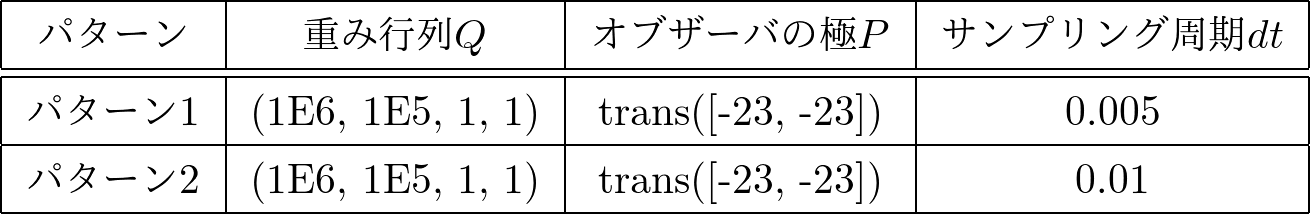 パターン 重み行列Q オブザーバの極P サンプリング周期dt
パターン1 (1E6, 1E5, 1, 1) trans([-23, -23]) 0.005
パターン2 (1E6, 1E5, 1, 1) trans([-23, -23]) 0.01